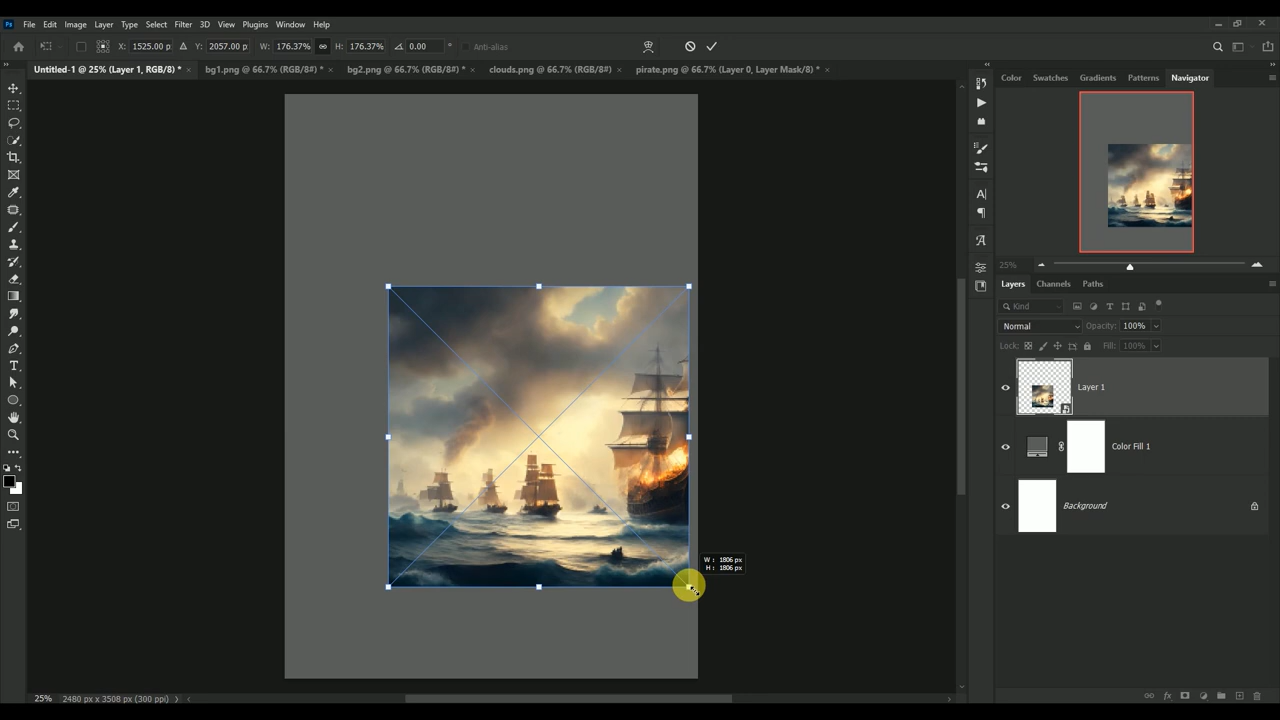 Ps File Edit Image Layer Type Select Filter 3D View Plugins Window Help
X: 1525.00 p Y: 2057.00 p W: 176.37% H: 176.37% 0.00 ° Anti-alias
Untitled-1 @ 25% (Layer 1, RGB/8) * × bg1.png @ 66.7% (RGB/8#) * × bg2.png @ 66.7% (RGB/8#) * × clouds.png @ 66.7% (RGB/8#) × pirate.png @ 66.7% (Layer 0, Layer Mask/8) * ×
Color Swatches Gradients Patterns Navigator
25%
Layers Channels Paths
Kind
Normal Opacity: 100%
Lock: Fill: 100%
Layer 1
Color Fill 1
Background
W : 1806 px
H : 1806 px
25% 2480 px x 3508 px (300 ppi)